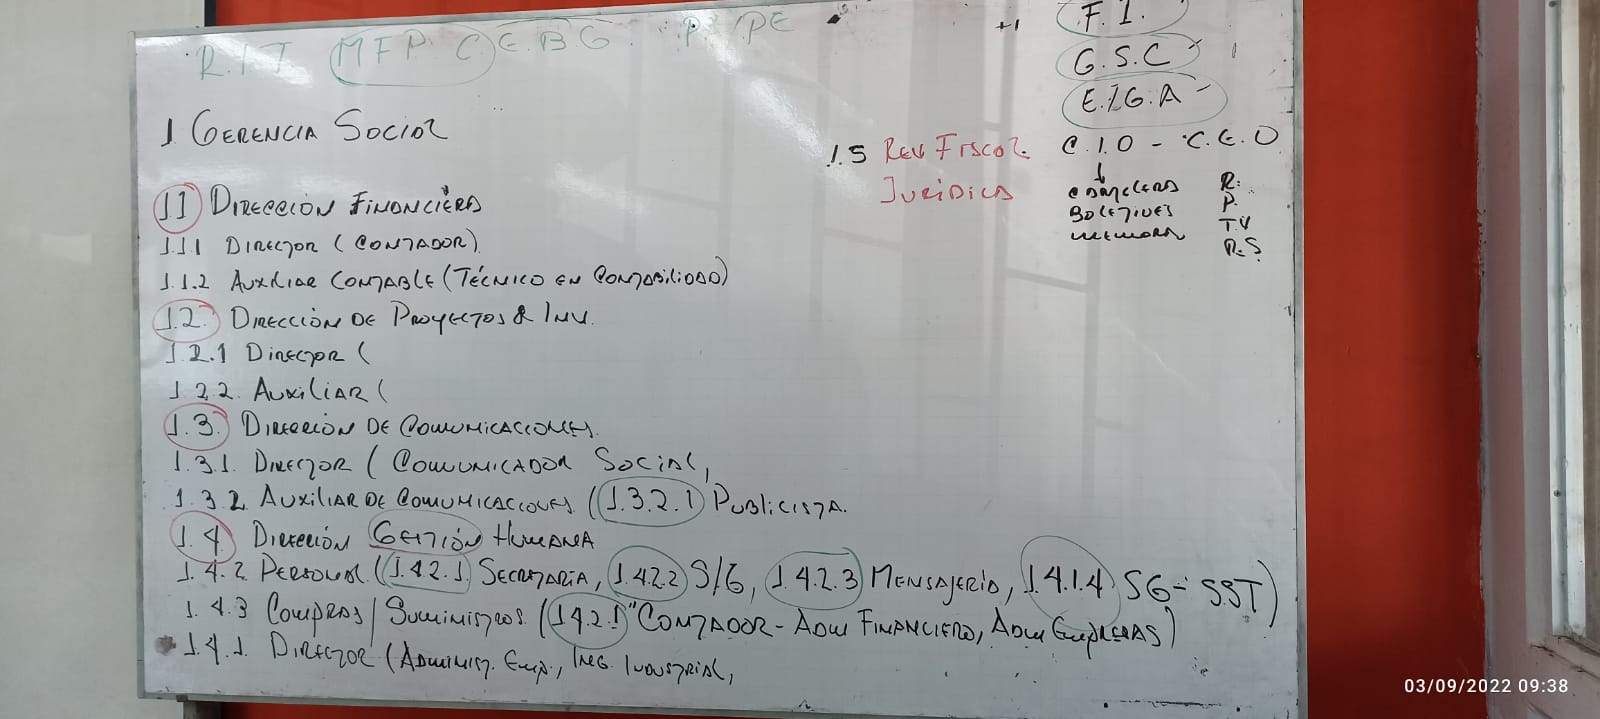 R.I.T MFP. C.E.B.G. P. /PE
+1 F.I.
G.S.C
E/G.A
1 GERENCIA SOCIAL
1.5 REV FISCAL
JURÍDICA
C.I.O - C.E.O
BOLETINES
MEMORIA
R.
P.
T.V
R.S
1.1 DIRECCIÓN FINANCIERA
1.1.1 DIRECTOR (CONTADOR)
1.1.2 AUXILIAR CONTABLE (TÉCNICO EN CONTABILIDAD)
1.2. DIRECCIÓN DE PROYECTOS & INV.
1.2.1 DIRECTOR (
1.2.2. AUXILIAR (
1.3. DIRECCIÓN DE COMUNICACIONES.
1.3.1. DIRECTOR (COMUNICADOR SOCIAL,
1.3.2. AUXILIAR DE COMUNICACIONES (1.3.2.1) PUBLICISTA.
1.4 DIRECCIÓN GESTIÓN HUMANA
1.4.2 PERSONAL (1.4.2.1. SECRETARIA, 1.4.2.2 S/G, 1.4.2.3 MENSAJERÍA, 1.4.1.4 SG-SST)
1.4.3 COMPRAS/SUMINISTROS (1.4.2.1 "CONTADOR - ADM FINANCIERO, ADM EMPRESAS)
1.4.1. DIRECTOR (ADMINIST. EMP., ING. INDUSTRIAL,
03/09/2022 09:38